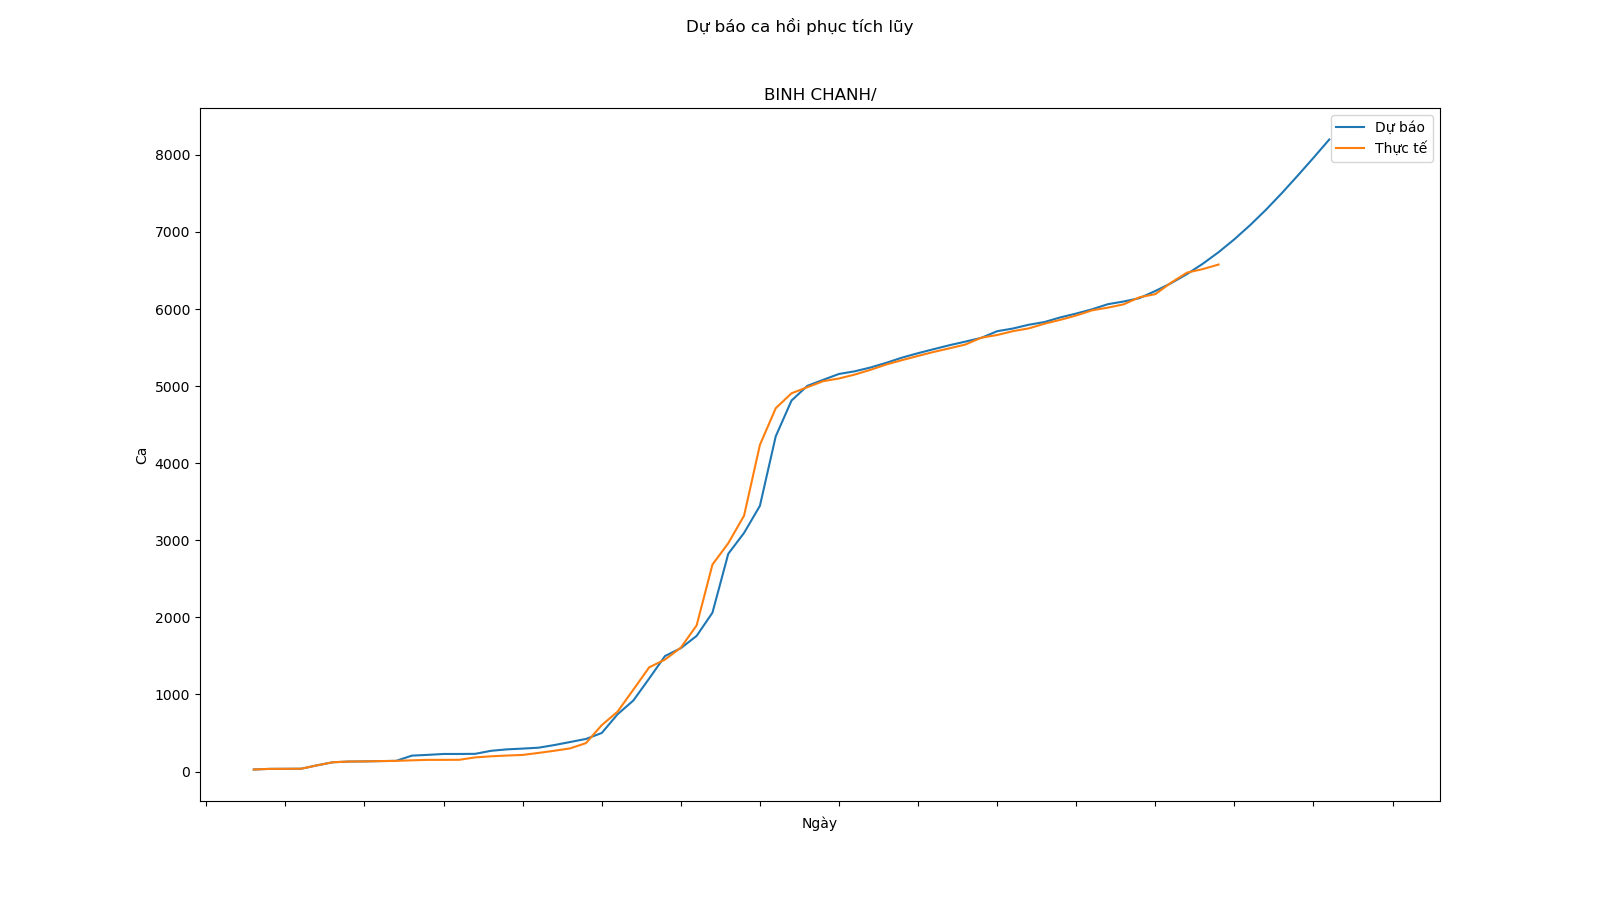 Dự báo ca hồi phục tích lũy
BINH CHANH/
Dự báo
Thực tế
8000
7000
6000
5000
4000
3000
2000
1000
0
Ca
Ngày